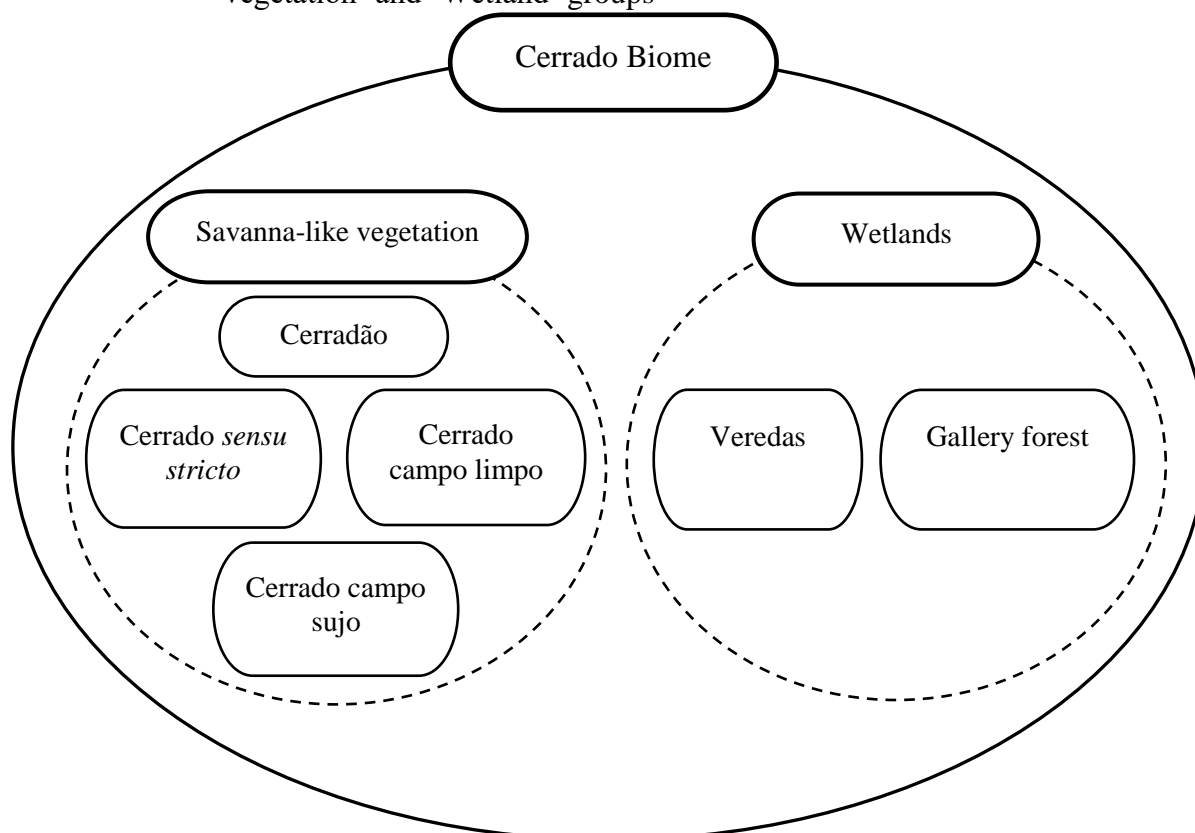 vegetation and wetland groups
Cerrado Biome
Savanna-like vegetation
Wetlands
Cerradão
Cerrado sensu
stricto
Cerrado
campo limpo
Veredas
Gallery forest
Cerrado campo
sujo